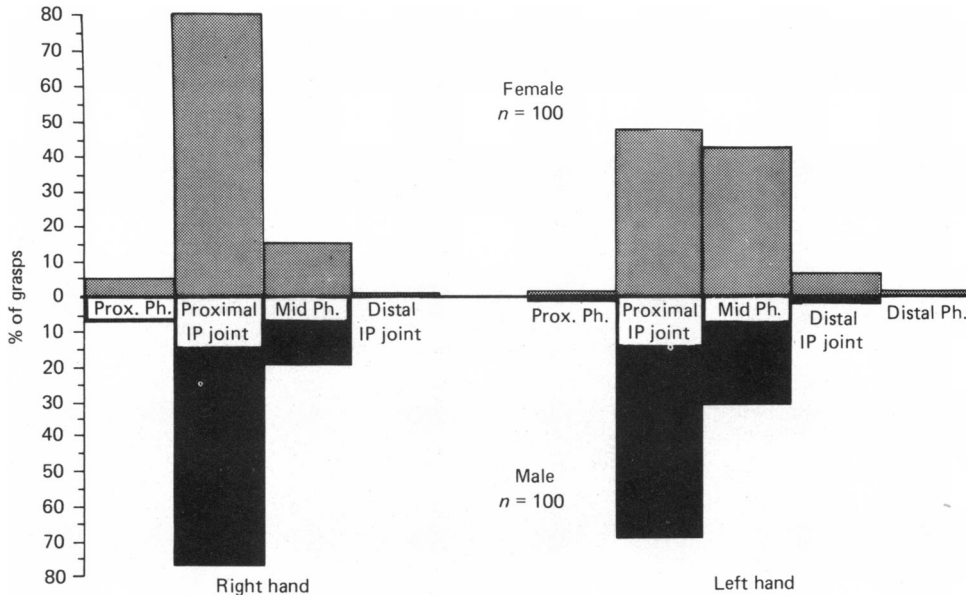 80
70
60
50
40
30
20
10
0
10
20
30
40
50
60
70
80
% of grasps
Female
n = 100
Prox. Ph.
Proximal
IP joint
Mid Ph.
Distal
IP joint
Prox. Ph.
Proximal
IP joint
Mid Ph.
Distal
IP joint
Distal Ph.
Male
n = 100
Right hand
Left hand